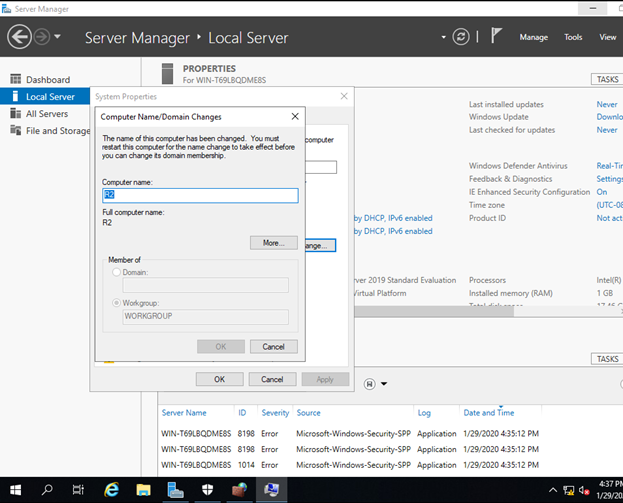 Server Manager
Server Manager • Local Server
Manage Tools View
Dashboard
Local Server
All Servers
File and Storage
PROPERTIES
For WIN-T69LBQDME8S
TASKS
System Properties
Computer Name/Domain Changes
The name of this computer has been changed. You must
restart this computer for the name change to take effect before
you can change its domain membership.
Computer name:
R2
Full computer name:
R2
More...
Member of
Domain:
Workgroup:
WORKGROUP
OK Cancel
computer
ange...
OK Cancel Apply
Last installed updates Never
Windows Update Downlo
Last checked for updates Never
Windows Defender Antivirus Real-Tir
Feedback & Diagnostics Settings
IE Enhanced Security Configuration On
Time zone (UTC-08
by DHCP, IPv6 enabled Product ID Not act
by DHCP, IPv6 enabled
erver 2019 Standard Evaluation Processors Intel(R)
Virtual Platform Installed memory (RAM) 1 GB
TASKS
Server Name ID Severity Source Log Date and Time
WIN-T69LBQDME8S 8198 Error Microsoft-Windows-Security-SPP Application 1/29/2020 4:35:12 PM
WIN-T69LBQDME8S 8198 Error Microsoft-Windows-Security-SPP Application 1/29/2020 4:35:12 PM
WIN-T69LBQDME8S 1014 Error Microsoft-Windows-Security-SPP Application 1/29/2020 4:35:12 PM
4:37 PM
1/29/20